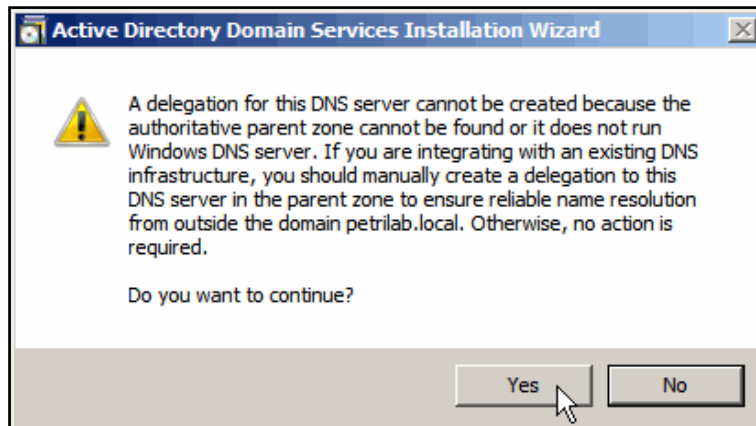 Active Directory Domain Services Installation Wizard
A delegation for this DNS server cannot be created because the
authoritative parent zone cannot be found or it does not run
Windows DNS server. If you are integrating with an existing DNS
infrastructure, you should manually create a delegation to this
DNS server in the parent zone to ensure reliable name resolution
from outside the domain petrilab.local. Otherwise, no action is
required.
Do you want to continue?
Yes No